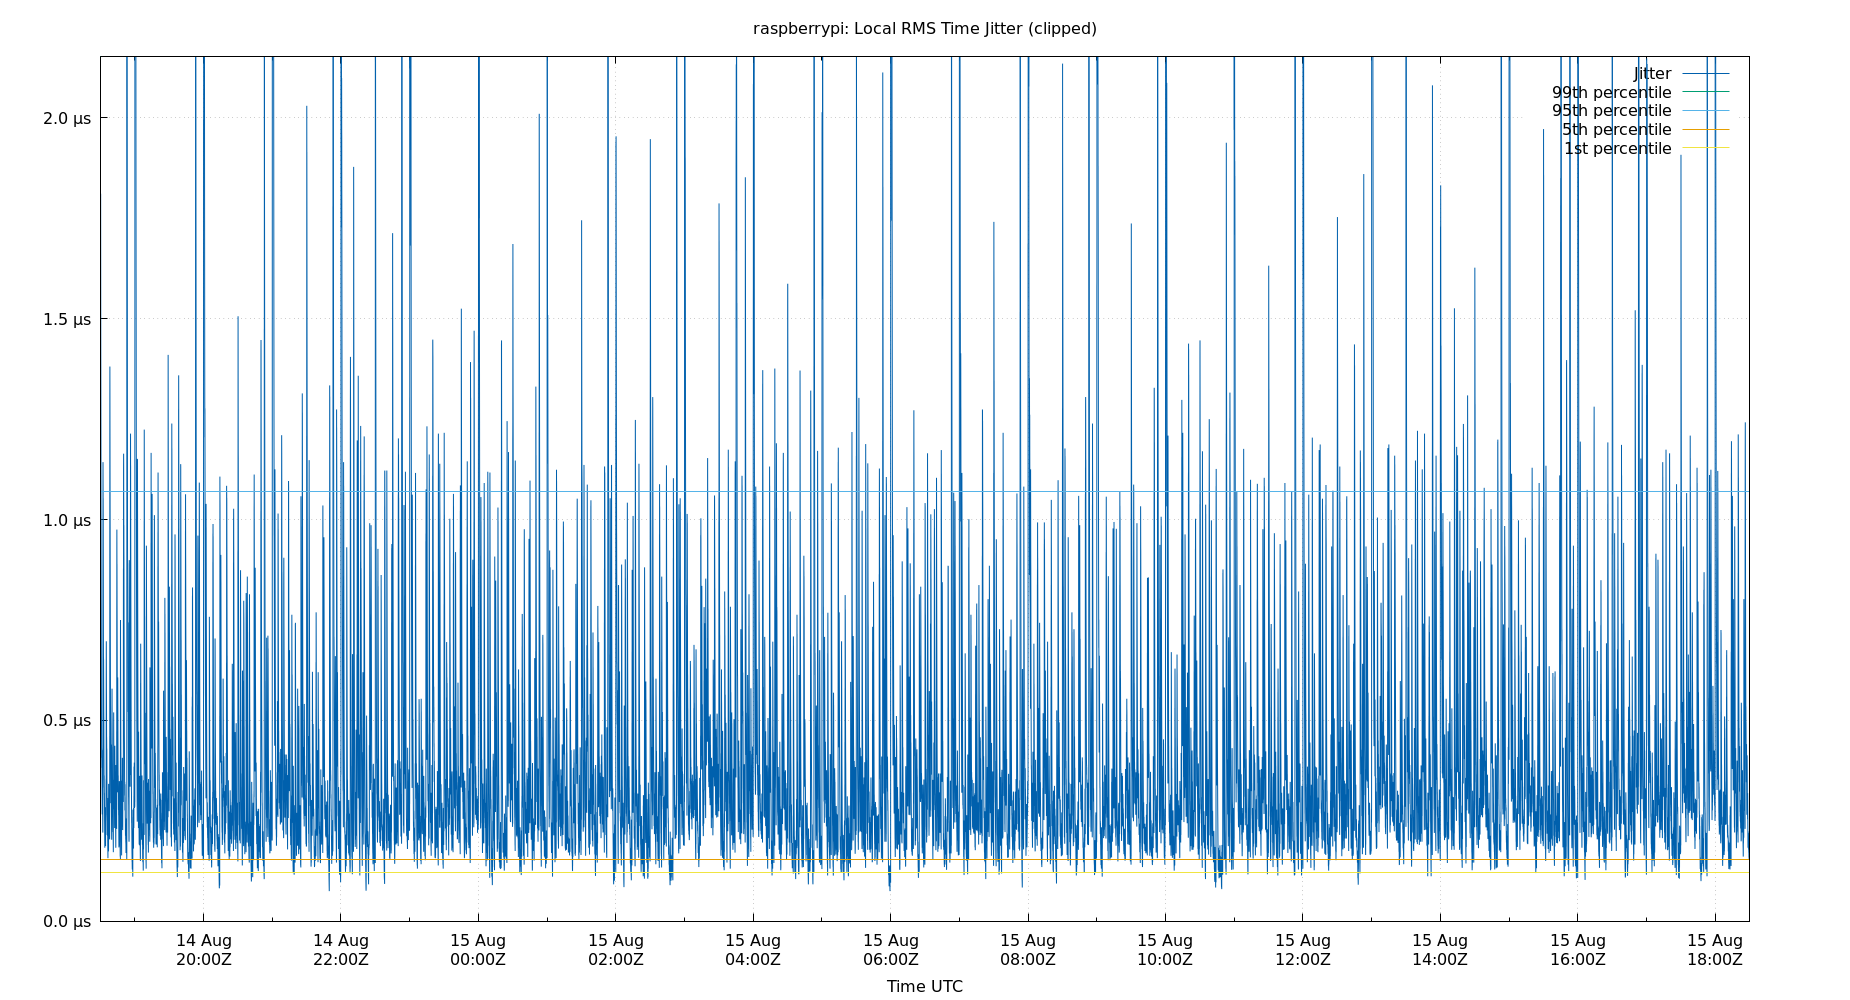 raspberrypi: Local RMS Time Jitter (clipped)
Jitter
99th percentile
95th percentile
5th percentile
1st percentile
2.0 µs
1.5 µs
1.0 µs
0.5 µs
0.0 µs
14 Aug 14 Aug 15 Aug 15 Aug 15 Aug 15 Aug 15 Aug 15 Aug 15 Aug 15 Aug 15 Aug 15 Aug
20:00Z 22:00Z 00:00Z 02:00Z 04:00Z 06:00Z 08:00Z 10:00Z 12:00Z 14:00Z 16:00Z 18:00Z
Time UTC